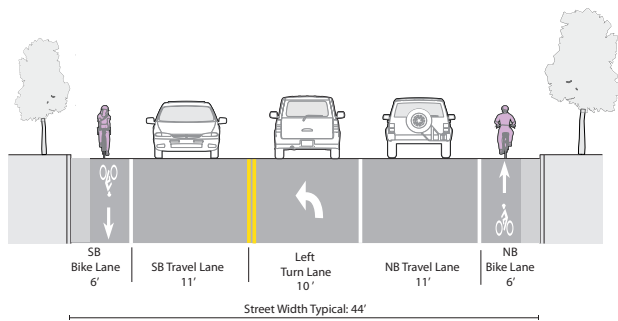 SB
Bike Lane
6’
SB Travel Lane
11’
Left
Turn Lane
10 ’
NB Travel Lane
11’
NB
Bike Lane
6’
Street Width Typical: 44’